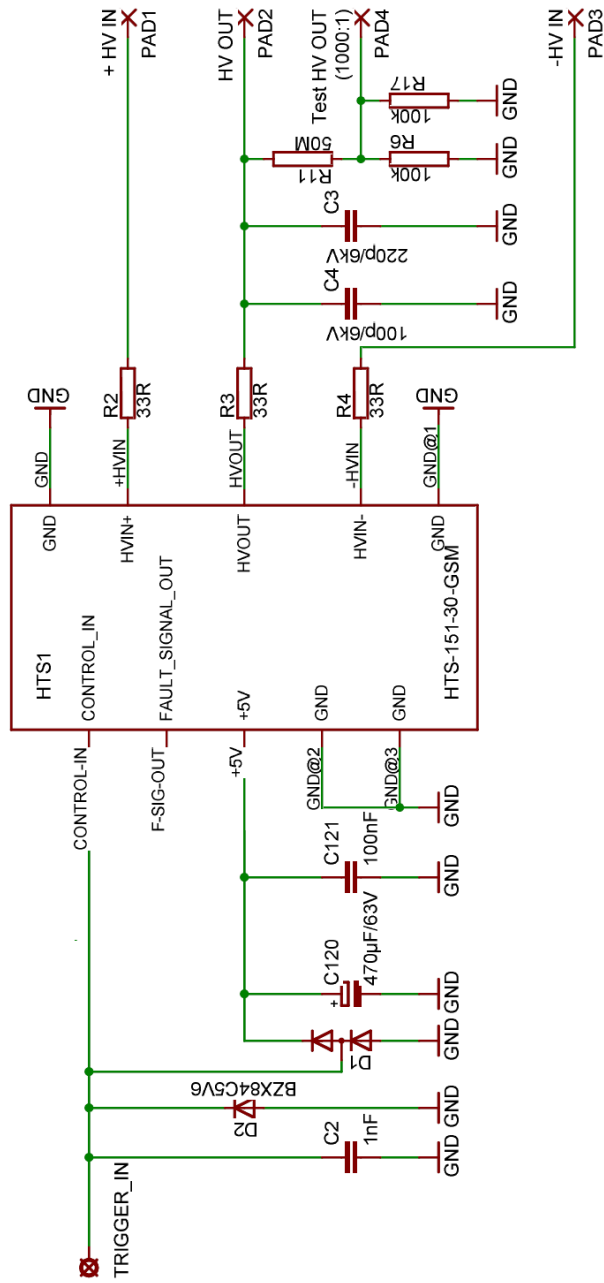 + HV IN
PAD1
HV OUT
PAD2
Test HV OUT
(1000:1)
PAD4
-HV IN
PAD3
R17
100k
GND
R6
100k
GND
50M
R11
C3
220p/6kV
GND
C4
100p/6kV
GND
GND
R2
33R
R3
33R
R4
33R
GND
GND
+HVIN
HVOUT
-HVIN
GND@1
GND
HVIN+
HVOUT
HVIN-
GND
HTS1
CONTROL_IN
FAULT_SIGNAL_OUT
+5V
GND
GND
HTS-151-30-GSM
CONTROL-IN
F-SIG-OUT
+5V
GND@2
GND@3
GND
C121
100nF
GND
C120
470µF/63V
+
GND
D1
GND
BZX84C5V6
D2
GND
C2
1nF
GND
TRIGGER_IN